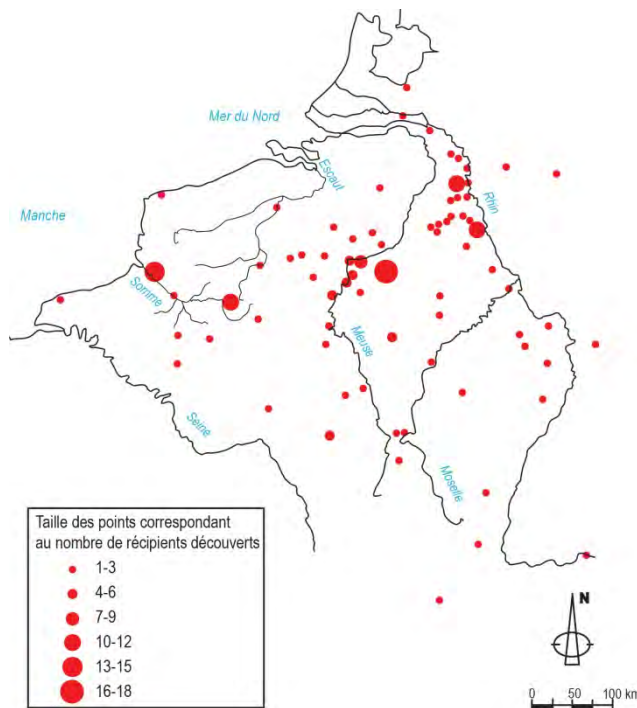 Mer du Nord
Escaut
Rhin
Manche
Somme
Meuse
Seine
Moselle
Taille des points correspondant
au nombre de récipients découverts
1-3
4-6
7-9
10-12
13-15
16-18
N
0 50 100 km